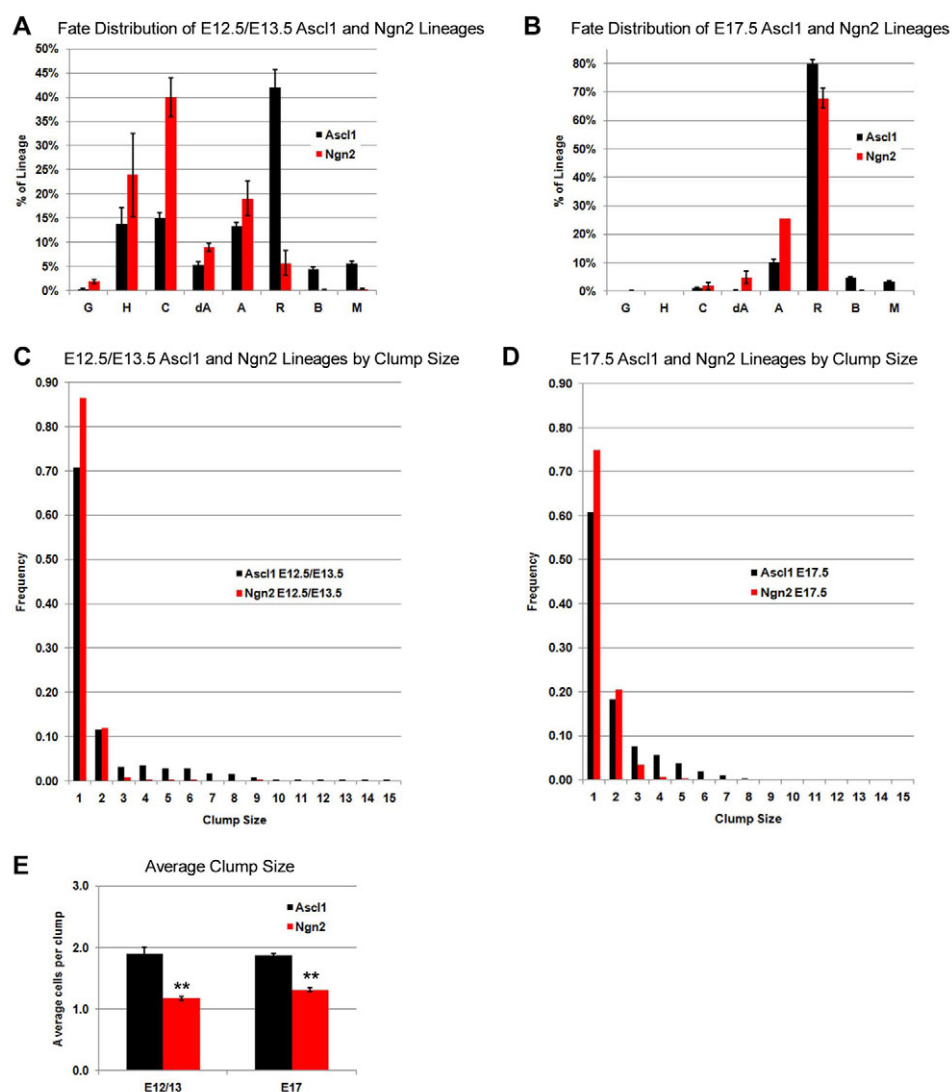 A
Fate Distribution of E12.5/E13.5 Ascl1 and Ngn2 Lineages
50%
45%
40%
35%
30%
25%
20%
15%
10%
5%
0%
% of Lineage
Ascl1
Ngn2
G H C dA A R B M
B
Fate Distribution of E17.5 Ascl1 and Ngn2 Lineages
80%
70%
60%
50%
40%
30%
20%
10%
0%
% of Lineage
Ascl1
Ngn2
G H C dA A R B M
C
E12.5/E13.5 Ascl1 and Ngn2 Lineages by Clump Size
0.90
0.80
0.70
0.60
0.50
0.40
0.30
0.20
0.10
0.00
Frequency
Ascl1 E12.5/E13.5
Ngn2 E12.5/E13.5
1 2 3 4 5 6 7 8 9 10 11 12 13 14 15
Clump Size
D
E17.5 Ascl1 and Ngn2 Lineages by Clump Size
0.90
0.80
0.70
0.60
0.50
0.40
0.30
0.20
0.10
0.00
Frequency
Ascl1 E17.5
Ngn2 E17.5
1 2 3 4 5 6 7 8 9 10 11 12 13 14 15
Clump Size
E
Average Clump Size
3.0
2.0
1.0
0.0
Average cells per clump
Ascl1
Ngn2
**
**
E12/13 E17